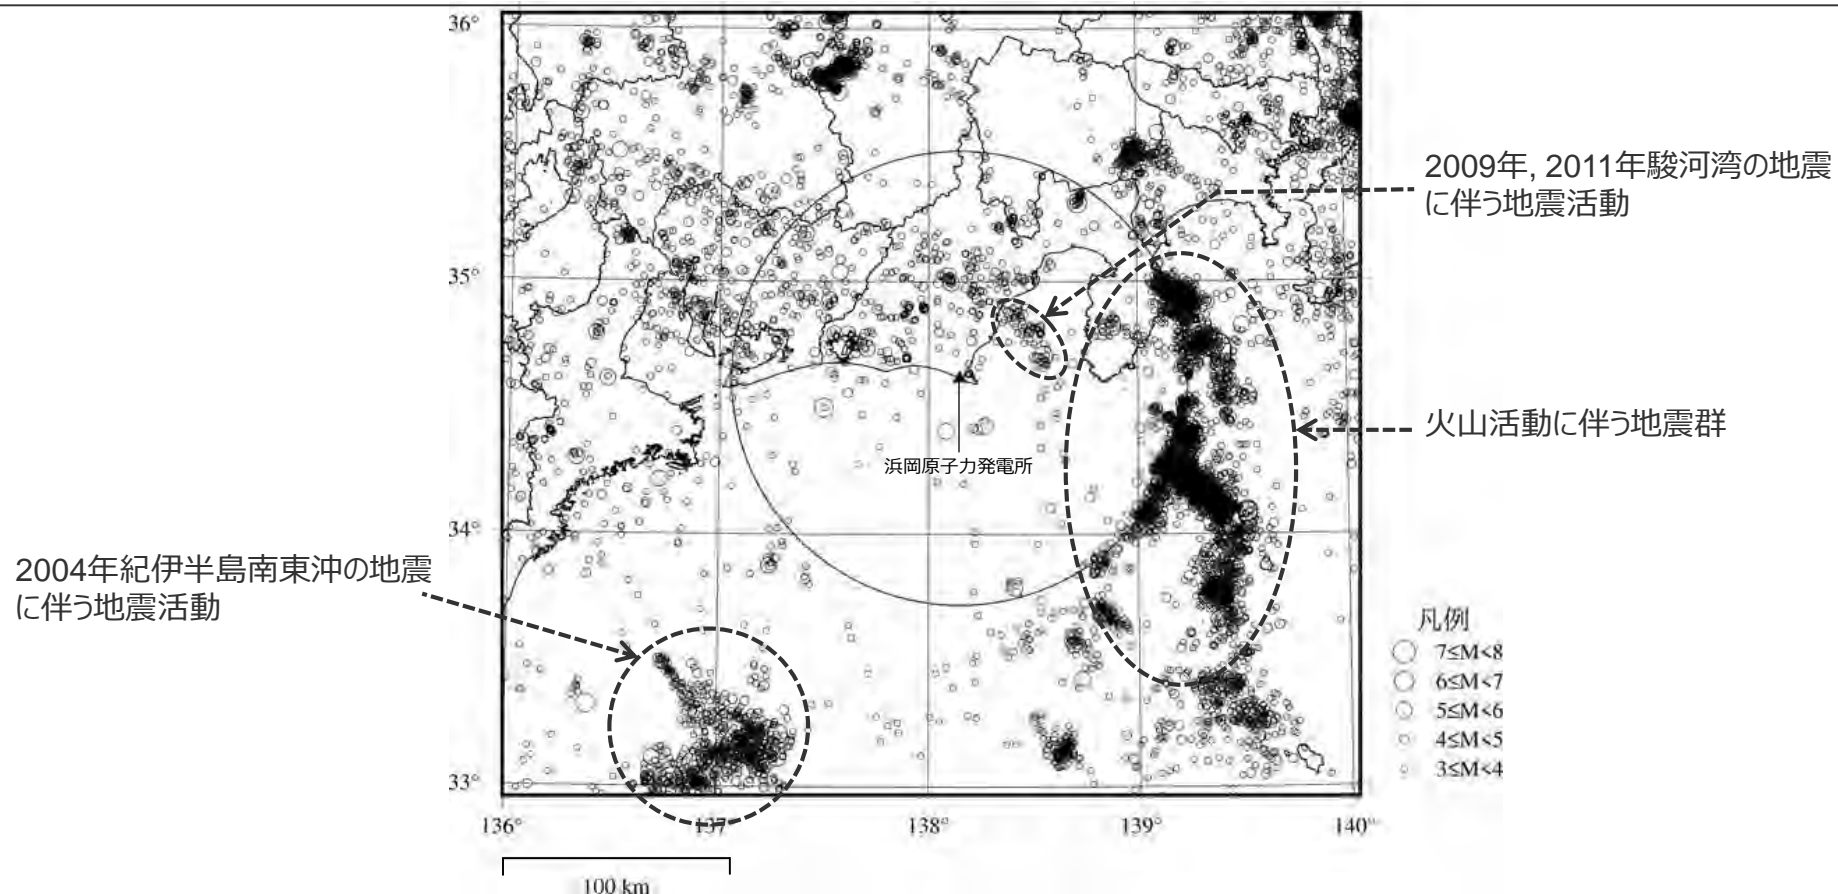 36°
35°
34°
33°
136°
137°
138°
139°
140°
100 km
2009年, 2011年駿河湾の地震
に伴う地震活動
火山活動に伴う地震群
浜岡原子力発電所
2004年紀伊半島南東沖の地震
に伴う地震活動
凡例
7≤M<8
6≤M<7
5≤M<6
4≤M<5
3≤M<4